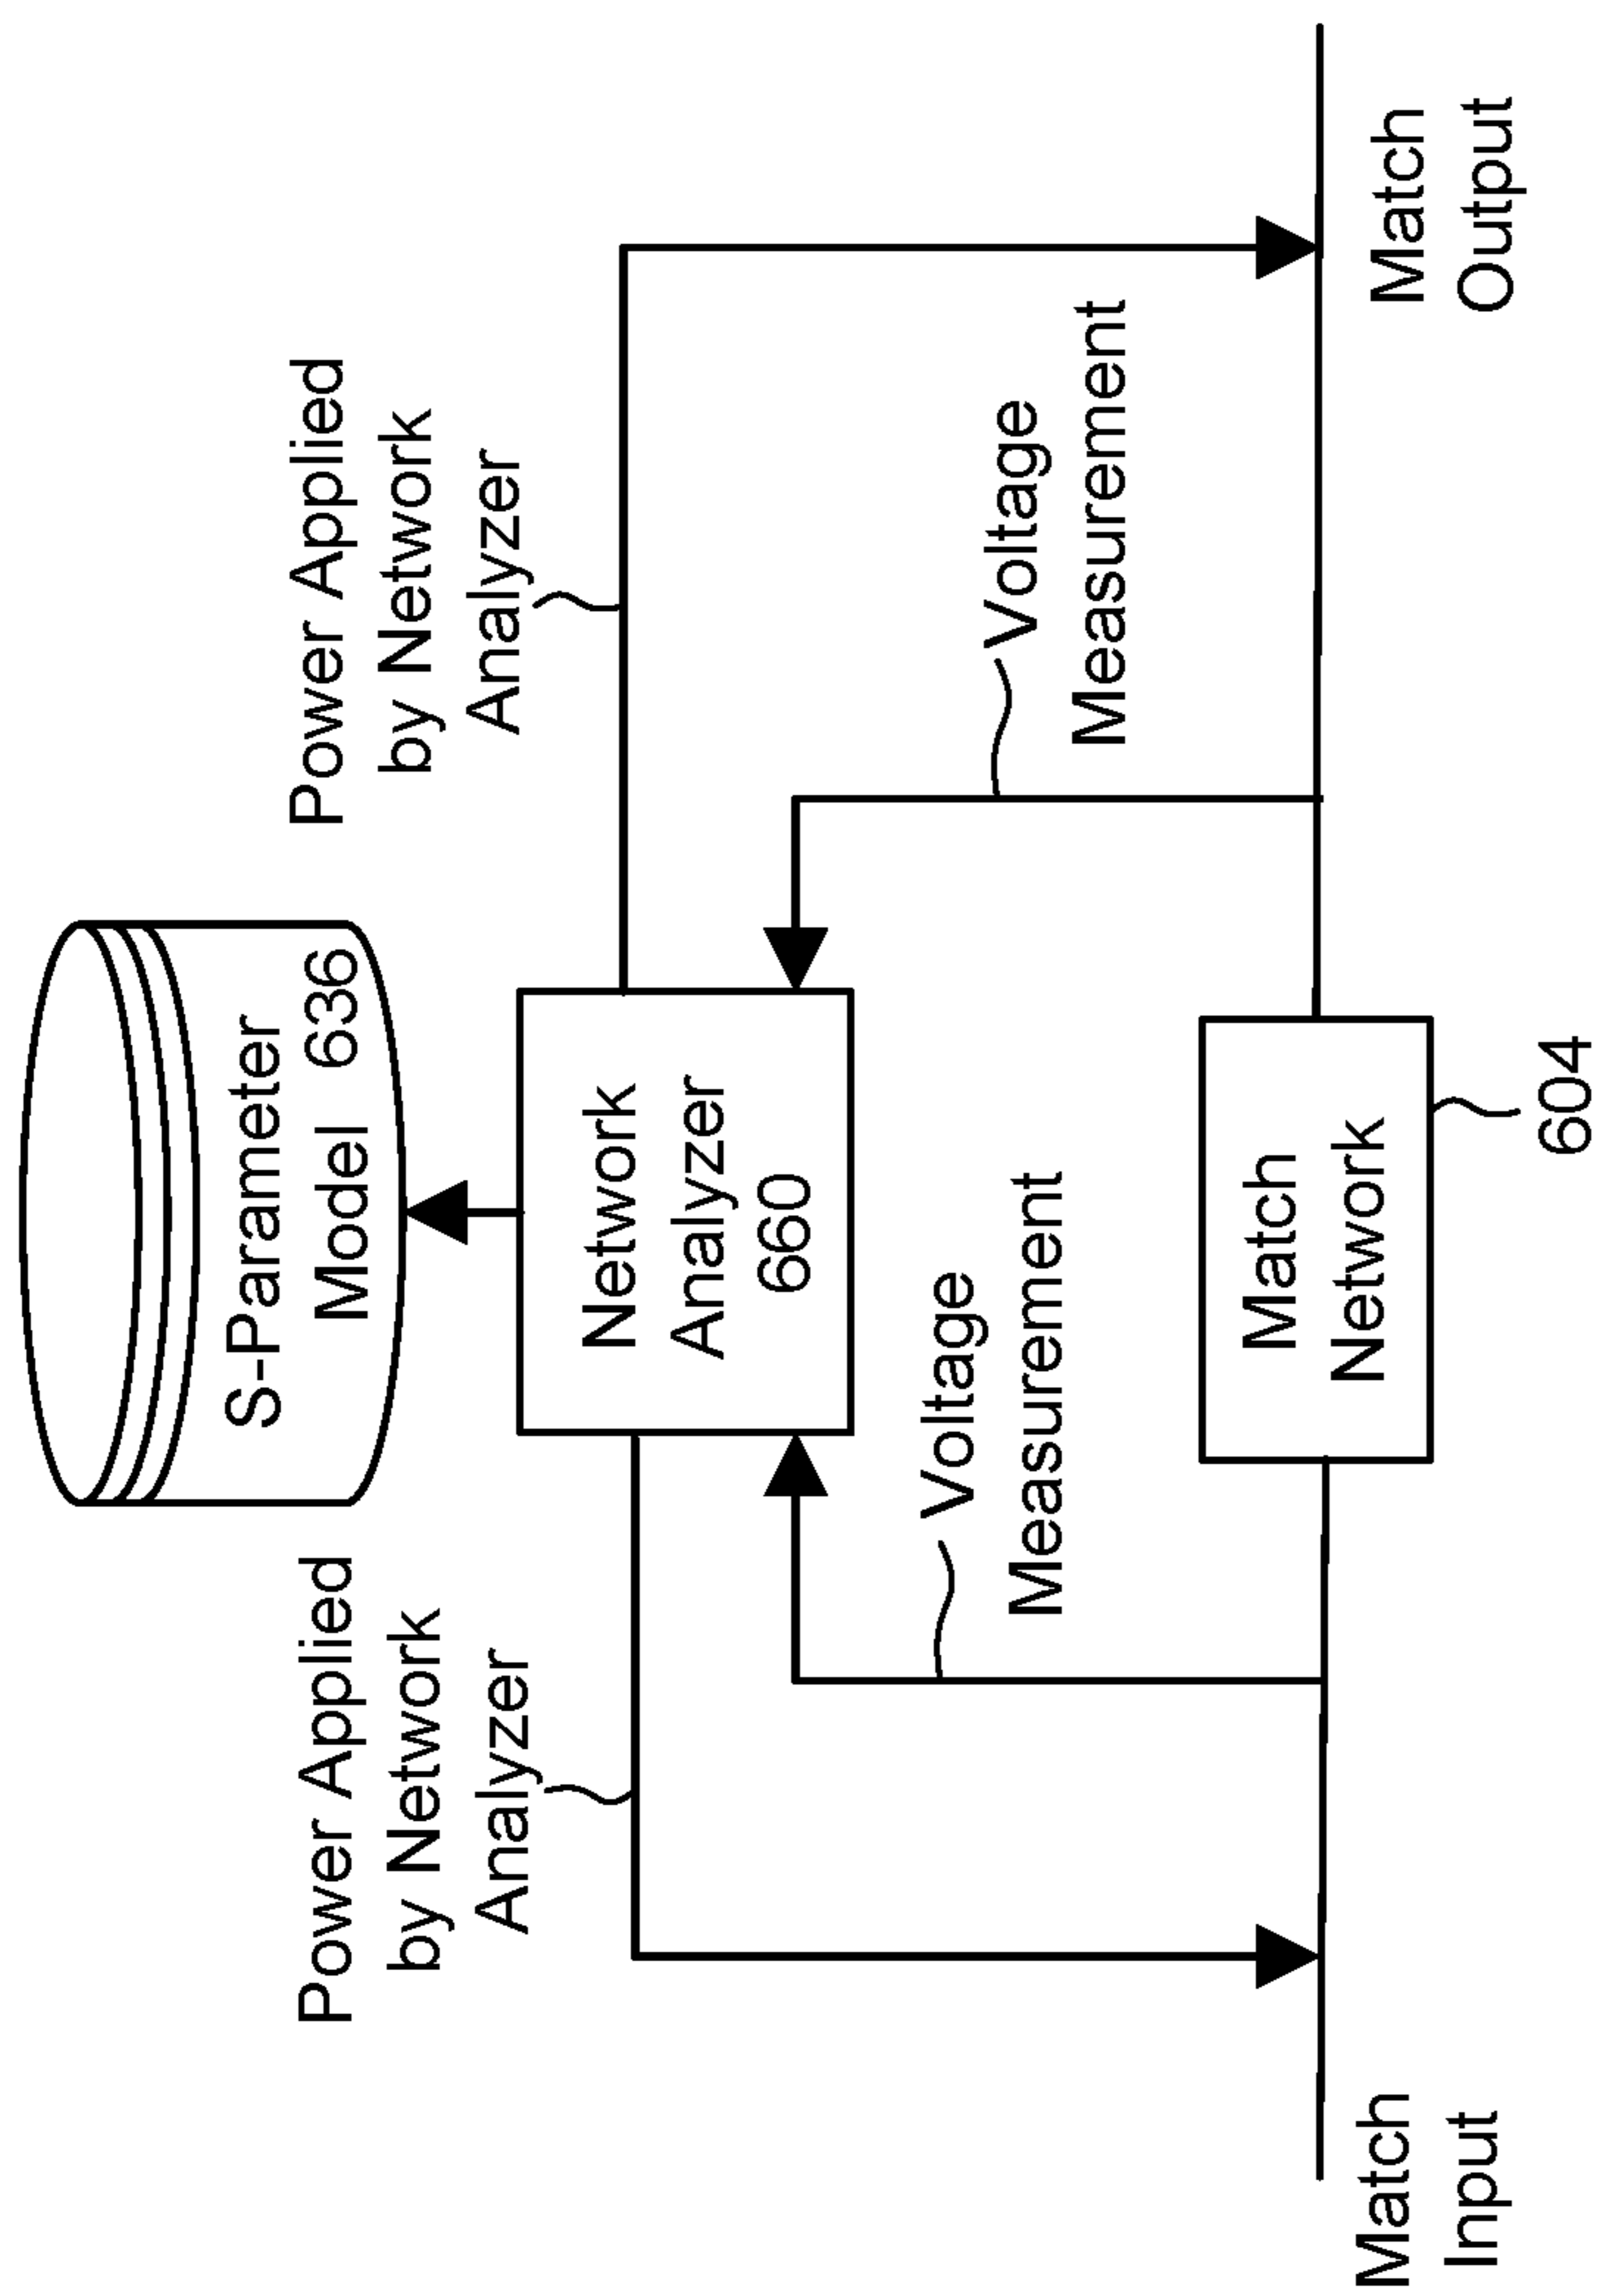 S-Parameter
Model 636
Power Applied
by Network
Analyzer
Power Applied
by Network
Analyzer
Network
Analyzer
660
Voltage
Measurement
Voltage
Measurement
Match
Network
604
Match
Input
Match
Output